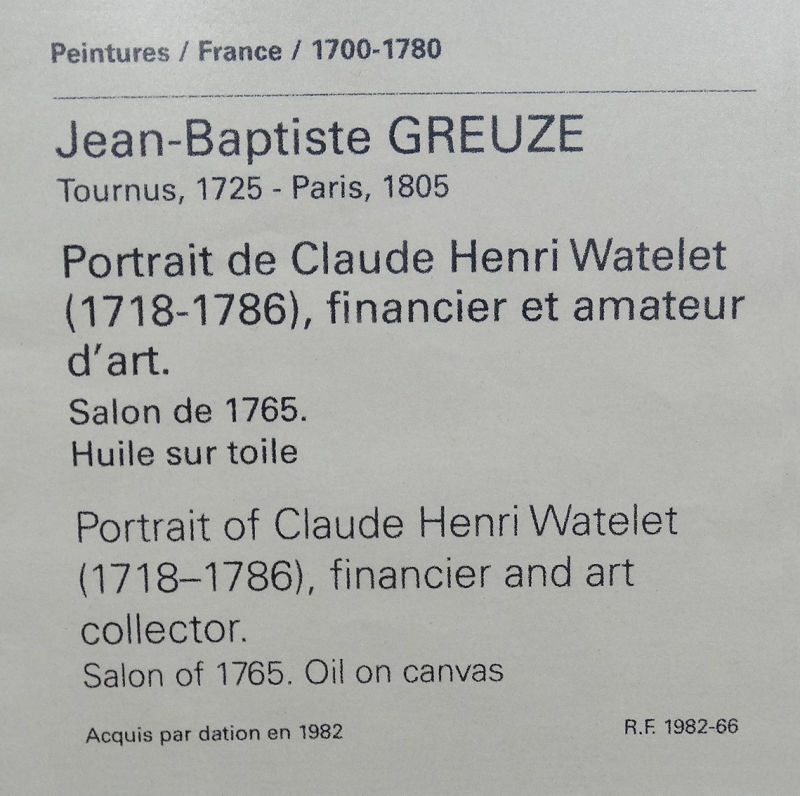 Peintures / France / 1700-1780
Jean-Baptiste GREUZE
Tournus, 1725 - Paris, 1805
Portrait de Claude Henri Watelet
(1718-1786), financier et amateur
d'art.
Salon de 1765.
Huile sur toile
Portrait of Claude Henri Watelet
(1718–1786), financier and art
collector.
Salon of 1765. Oil on canvas
Acquis par dation en 1982
R.F. 1982-66